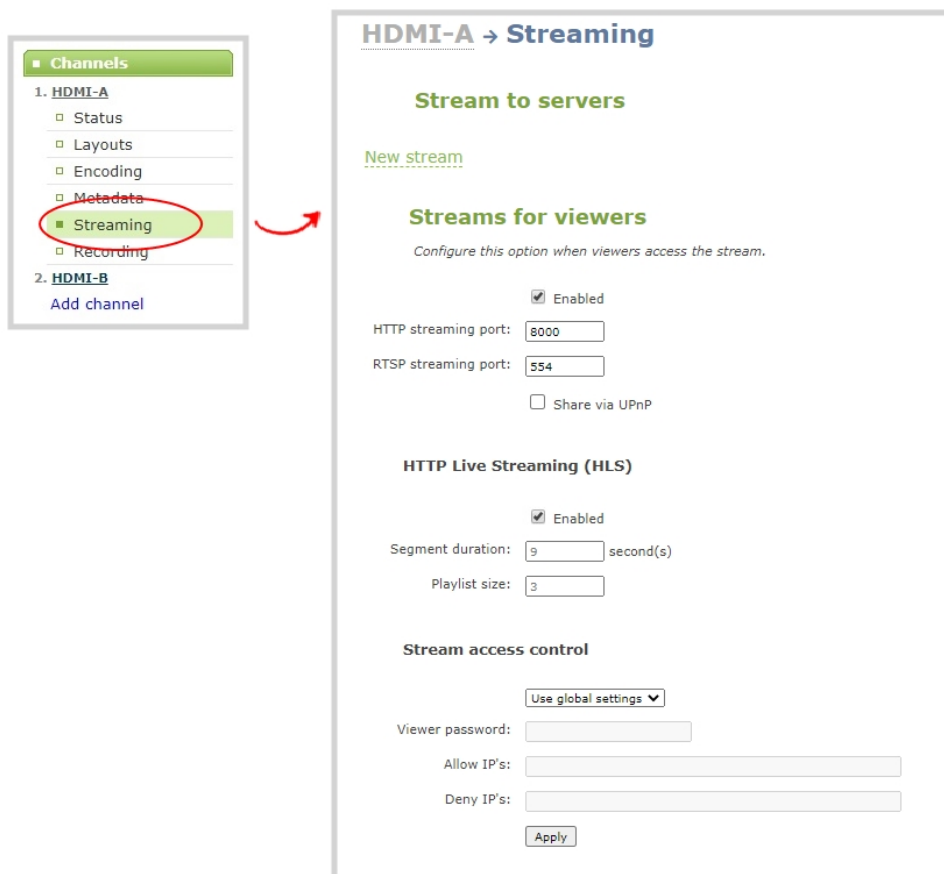 Channels
1. HDMI-A
Status
Layouts
Encoding
Metadata
Streaming
Recording
2. HDMI-B
Add channel
HDMI-A → Streaming
Stream to servers
New stream
Streams for viewers
Configure this option when viewers access the stream.
Enabled
HTTP streaming port: 8000
RTSP streaming port: 554
Share via UPnP
HTTP Live Streaming (HLS)
Enabled
Segment duration: 9 second(s)
Playlist size: 3
Stream access control
Use global settings
Viewer password:
Allow IP's:
Deny IP's:
Apply